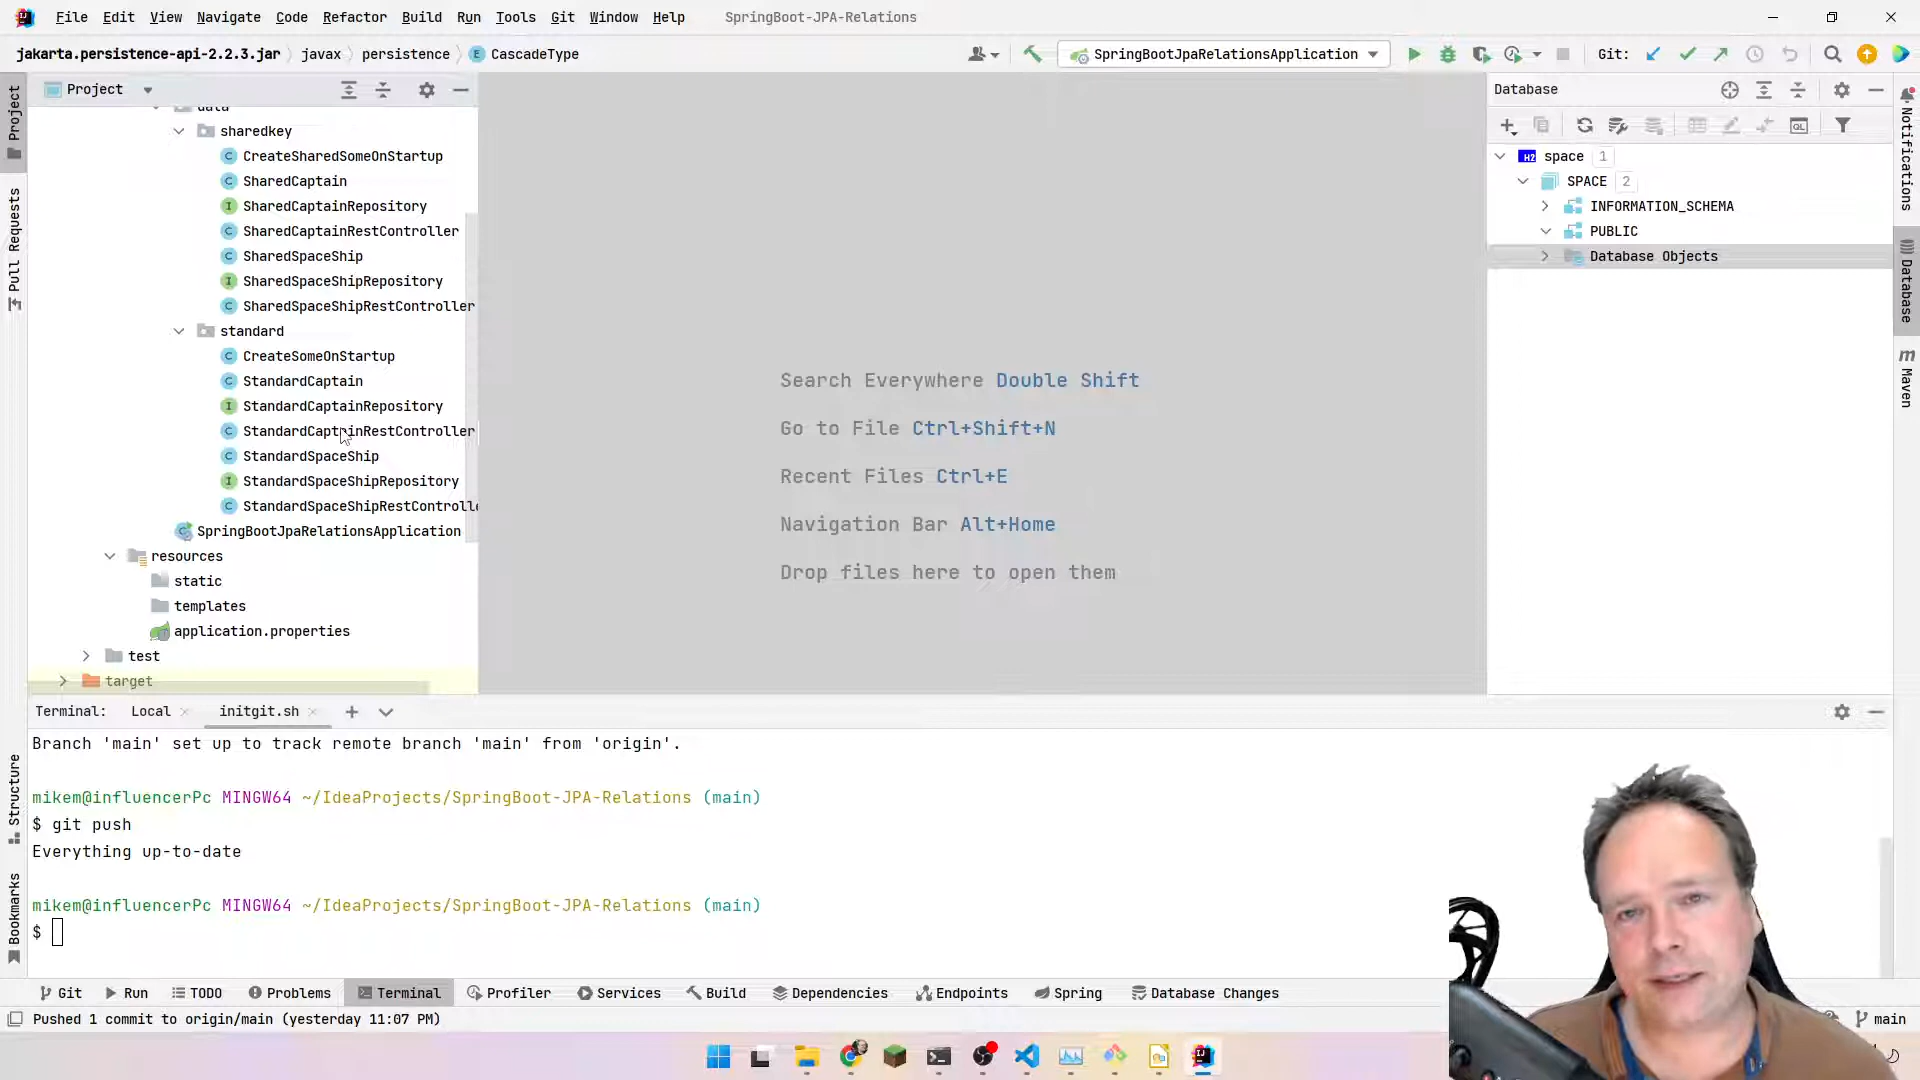 File Edit View Navigate Code Refactor Build Run Tools Git Window Help SpringBoot-JPA-Relations
jakarta.persistence-api-2.2.3.jar javax persistence CascadeType
SpringBootJpaRelationsApplication
Git:
Project
data
sharedkey
CreateSharedSomeOnStartup
SharedCaptain
SharedCaptainRepository
SharedCaptainRestController
SharedSpaceShip
SharedSpaceShipRepository
SharedSpaceShipRestController
standard
CreateSomeOnStartup
StandardCaptain
StandardCaptainRepository
StandardCaptainRestController
StandardSpaceShip
StandardSpaceShipRepository
StandardSpaceShipRestControlle
SpringBootJpaRelationsApplication
resources
static
templates
application.properties
test
target
Search Everywhere Double Shift
Go to File Ctrl+Shift+N
Recent Files Ctrl+E
Navigation Bar Alt+Home
Drop files here to open them
Database
QL
H2 space 1
SPACE 2
INFORMATION_SCHEMA
PUBLIC
Database Objects
Project
Pull Requests
Structure
Bookmarks
Notifications
Database
m Maven
Terminal: Local initgit.sh
Branch 'main' set up to track remote branch 'main' from 'origin'.
mikem@influencerPc MINGW64 ~/IdeaProjects/SpringBoot-JPA-Relations (main)
$ git push
Everything up-to-date
mikem@influencerPc MINGW64 ~/IdeaProjects/SpringBoot-JPA-Relations (main)
$
Git Run TODO Problems Terminal Profiler Services Build Dependencies Endpoints Spring Database Changes
Pushed 1 commit to origin/main (yesterday 11:07 PM)
main